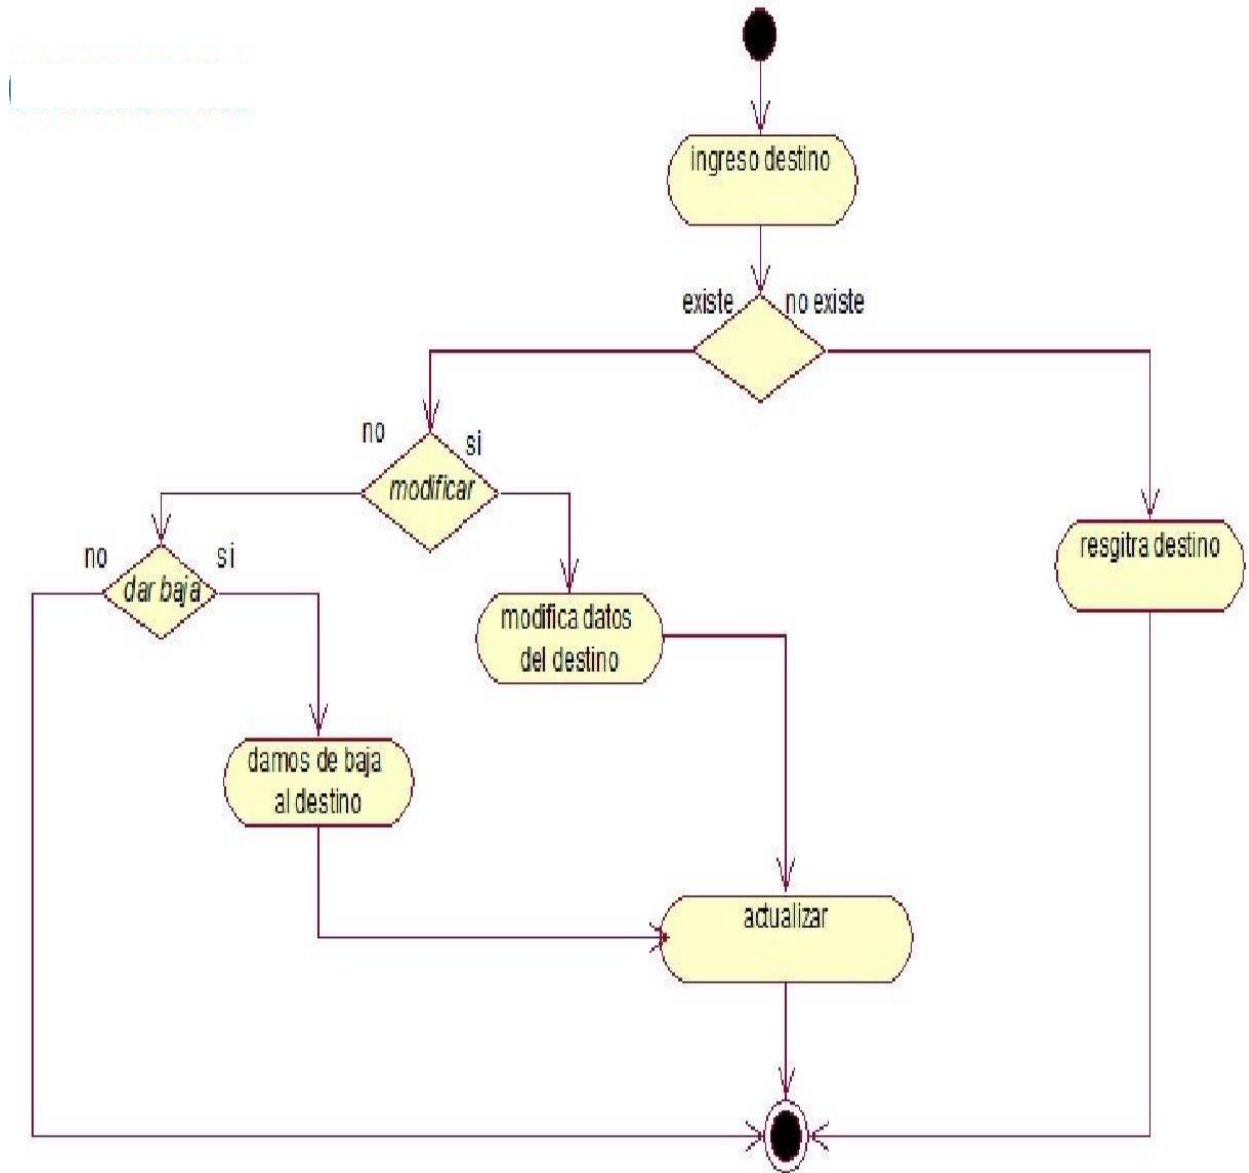 ingreso destino
existe
no existe
no
si
modificar
no
si
dar baja
resgitra destino
modifica datos
del destino
damos de baja
al destino
actualizar